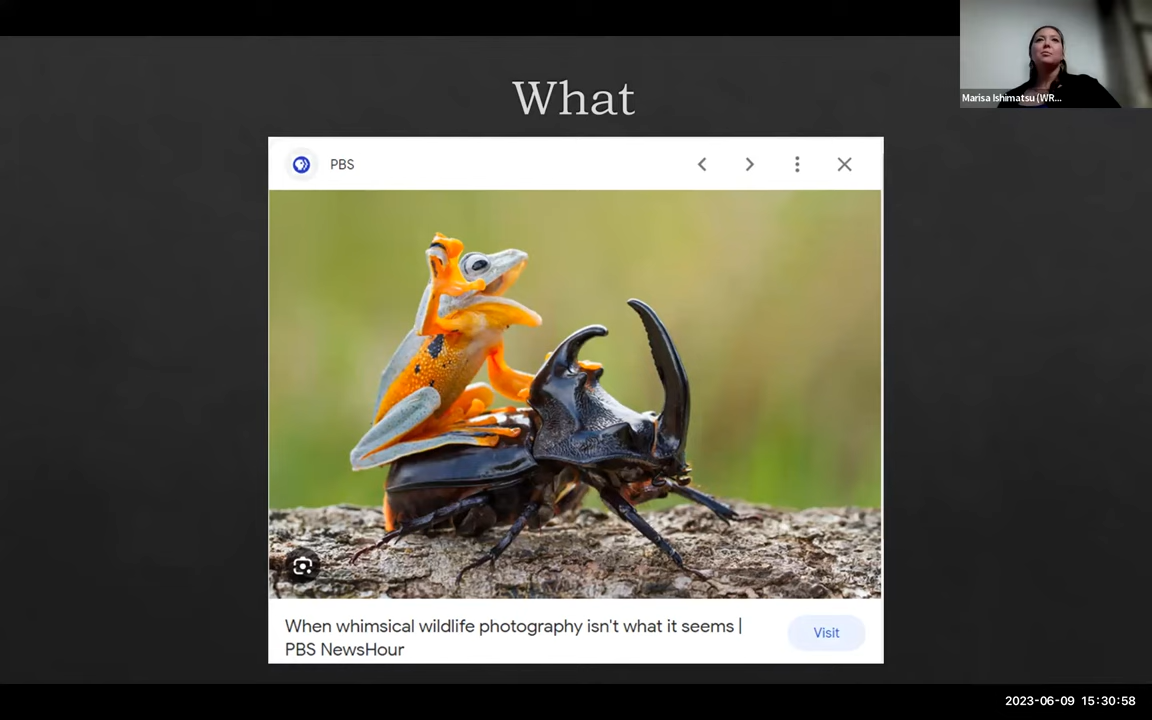 What
Marisa Ishimatsu (WR...
PBS
When whimsical wildlife photography isn't what it seems |
PBS NewsHour
Visit
2023-06-09 15:30:58